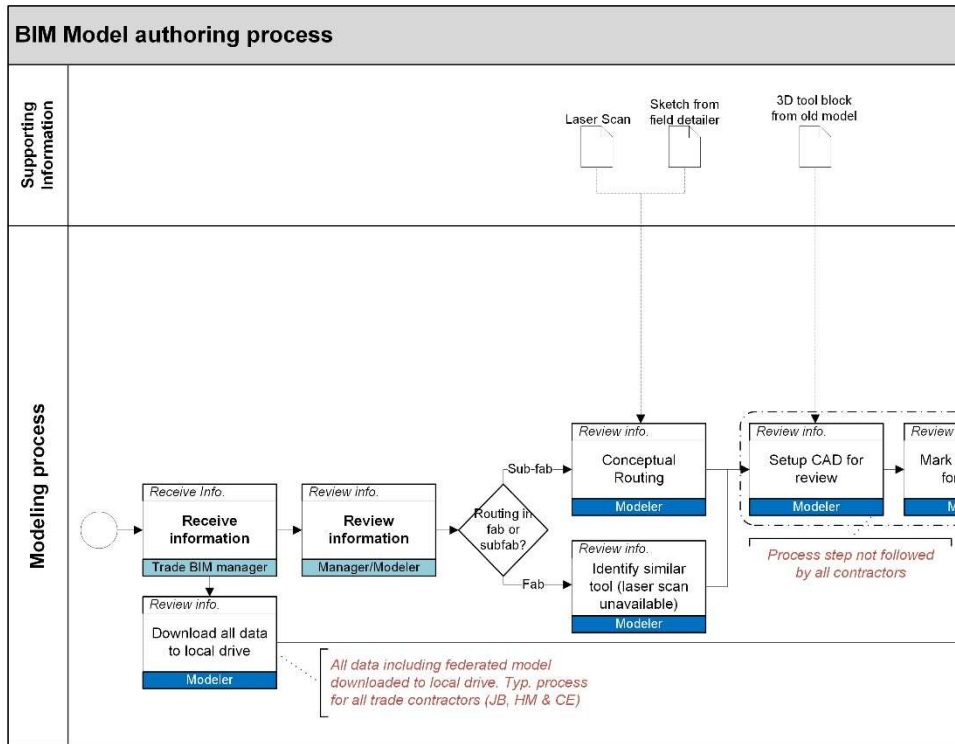 BIM Model authoring process
Supporting
Information
Laser Scan
Sketch from
field detailer
3D tool block
from old model
Modeling process
Receive Info.
Receive
information
Trade BIM manager
Review info.
Review
information
Manager/Modeler
Routing in
fab or
subfab?
Sub-fab
Fab
Review info.
Conceptual
Routing
Modeler
Review info.
Identify similar
tool (laser scan
unavailable)
Modeler
Review info.
Setup CAD for
review
Modeler
Review
Mark
for
M
Process step not followed
by all contractors
Review info.
Download all data
to local drive
Modeler
All data including federated model
downloaded to local drive. Typ. process
for all trade contractors (JB, HM & CE)